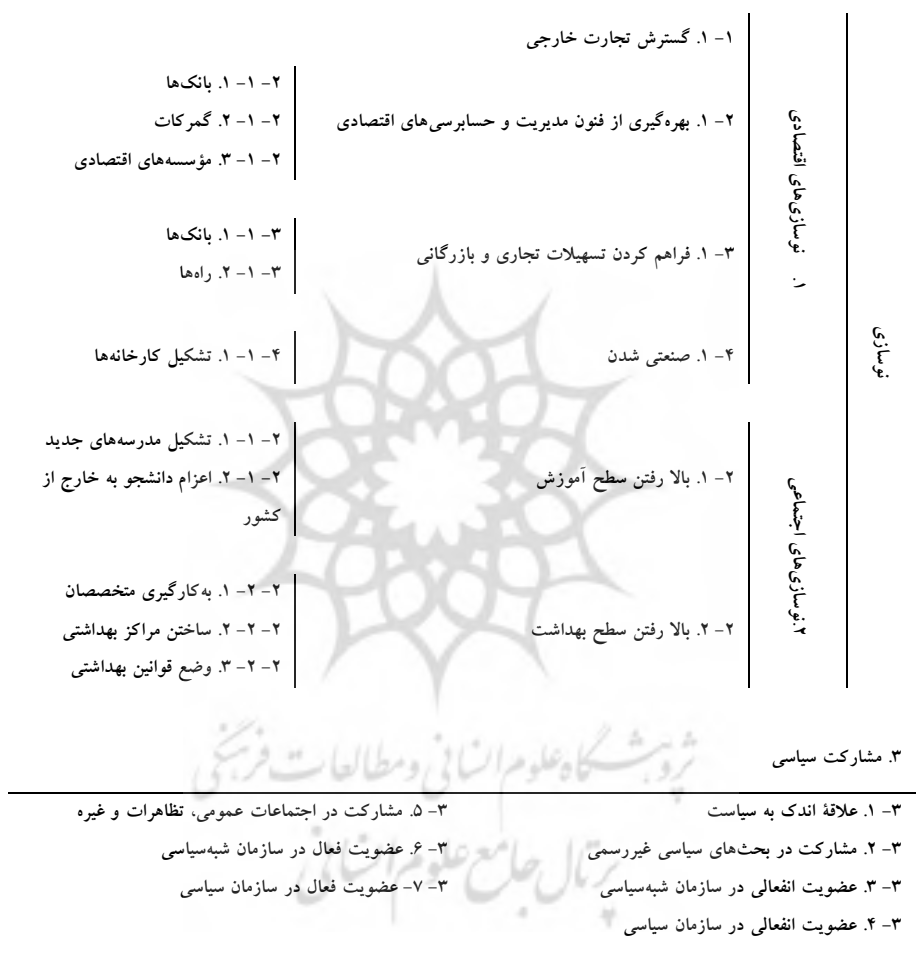 نوسازی
۱. نوسازی‌های اقتصادی
۱- ۱. گسترش تجارت خارجی
۲- ۱. بهره‌گیری از فنون مدیریت و حسابرسی‌های اقتصادی
۲- ۱- ۱. بانک‌ها
۲- ۱- ۲. گمرکات
۲- ۱- ۳. مؤسسه‌های اقتصادی
۳- ۱. فراهم کردن تسهیلات تجاری و بازرگانی
۳- ۱- ۱. بانک‌ها
۳- ۱- ۲. راه‌ها
۴- ۱. صنعتی شدن
۴- ۱- ۱. تشکیل کارخانه‌ها
۲.نوسازی‌های اجتماعی
۲- ۱. بالا رفتن سطح آموزش
۲- ۱- ۱. تشکیل مدرسه‌های جدید
۲- ۱- ۲. اعزام دانشجو به خارج از
کشور
۲- ۲. بالا رفتن سطح بهداشت
۲- ۲- ۱. به‌کارگیری متخصصان
۲- ۲- ۲. ساختن مراکز بهداشتی
۲- ۲- ۳. وضع قوانین بهداشتی
پژوهشگاه علوم انسانی و مطالعات فرهنگی
۳. مشارکت سیاسی
۳- ۱. علاقهٔ اندک به سیاست
۳- ۲. مشارکت در بحث‌های سیاسی غیررسمی
۳- ۳. عضویت انفعالی در سازمان شبه‌سیاسی
۳- ۴. عضویت انفعالی در سازمان سیاسی
۳- ۵. مشارکت در اجتماعات عمومی، تظاهرات و غیره
۳- ۶. عضویت فعال در سازمان شبه‌سیاسی
۳- ۷- عضویت فعال در سازمان سیاسی
پرتال جامع علوم انسانی